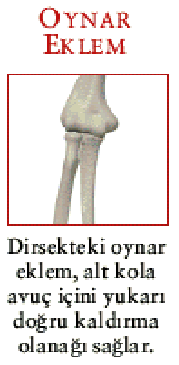 OYNAR
EKLEM
Dirsekteki oynar
eklem, alt kola
avuç içini yukarı
doğru kaldırma
olanağı sağlar.